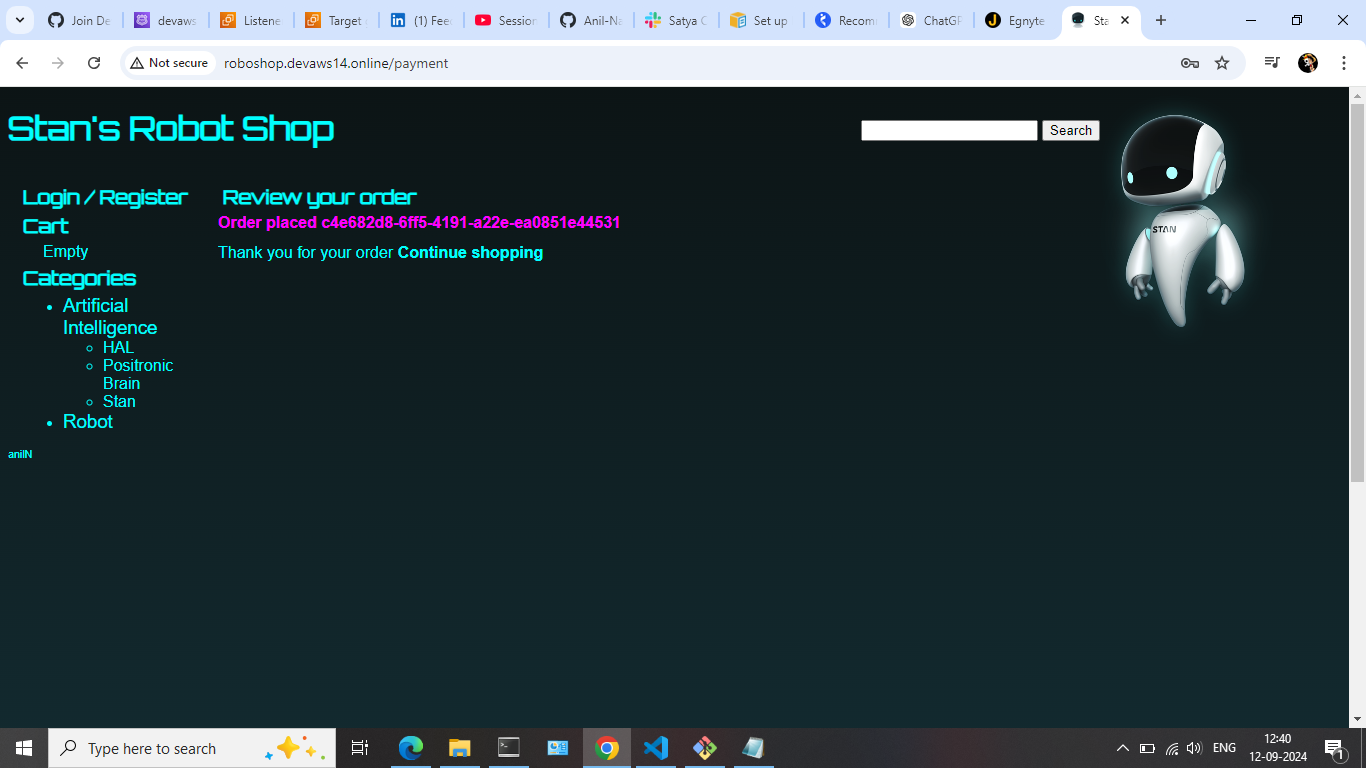 Join De
devaws
Listene
Target
(1) Fee
Session
Anil-Na
Satya C
Set up
Recom
ChatGP
Egnyte
Sta
Not secure
roboshop.devaws14.online/payment
Stan's Robot Shop
Search
Login / Register
Review your order
Cart
Order placed c4e682d8-6ff5-4191-a22e-ea0851e44531
Empty
Thank you for your order Continue shopping
STAN
Categories
Artificial
Intelligence
HAL
Positronic
Brain
Stan
Robot
anilN
Type here to search
ENG
12:40
12-09-2024
1